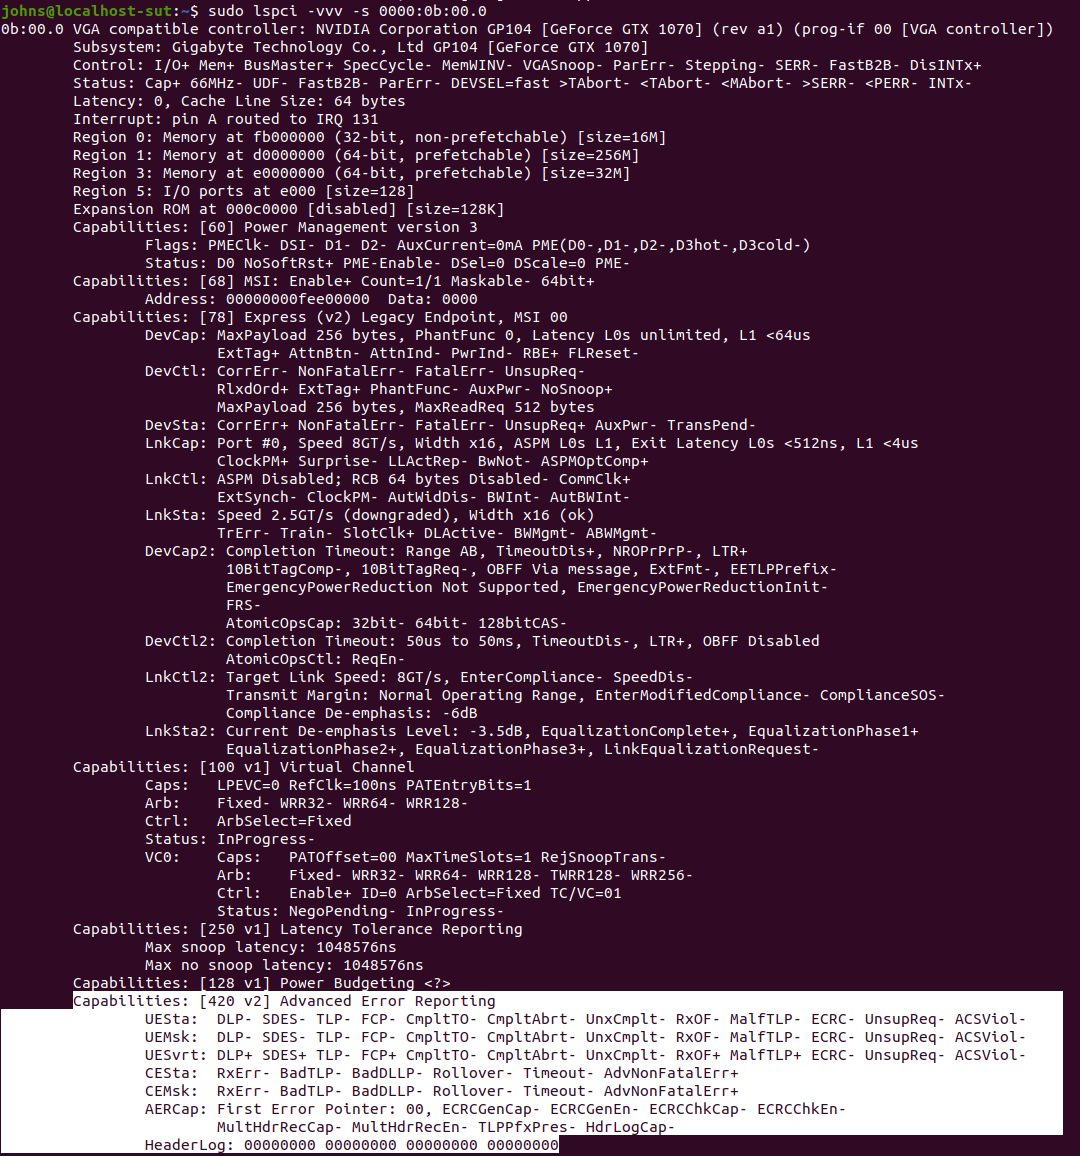 johns@localhost-sut:~$ sudo lspci -vvv -s 0000:0b:00.0
0b:00.0 VGA compatible controller: NVIDIA Corporation GP104 [GeForce GTX 1070] (rev a1) (prog-if 00 [VGA controller])
Subsystem: Gigabyte Technology Co., Ltd GP104 [GeForce GTX 1070]
Control: I/O+ Mem+ BusMaster+ SpecCycle- MemWINV- VGASnoop- ParErr- Stepping- SERR- FastB2B- DisINTx+
Status: Cap+ 66MHz- UDF- FastB2B- ParErr- DEVSEL=fast >TAbort- <TAbort- <MAbort- >SERR- <PERR- INTx-
Latency: 0, Cache Line Size: 64 bytes
Interrupt: pin A routed to IRQ 131
Region 0: Memory at fb000000 (32-bit, non-prefetchable) [size=16M]
Region 1: Memory at d0000000 (64-bit, prefetchable) [size=256M]
Region 3: Memory at e0000000 (64-bit, prefetchable) [size=32M]
Region 5: I/O ports at e000 [size=128]
Expansion ROM at 000c0000 [disabled] [size=128K]
Capabilities: [60] Power Management version 3
Flags: PMEClk- DSI- D1- D2- AuxCurrent=0mA PME(D0-,D1-,D2-,D3hot-,D3cold-)
Status: D0 NoSoftRst+ PME-Enable- DSel=0 DScale=0 PME-
Capabilities: [68] MSI: Enable+ Count=1/1 Maskable- 64bit+
Address: 00000000fee00000  Data: 0000
Capabilities: [78] Express (v2) Legacy Endpoint, MSI 00
DevCap: MaxPayload 256 bytes, PhantFunc 0, Latency L0s unlimited, L1 <64us
ExtTag+ AttnBtn- AttnInd- PwrInd- RBE+ FLReset-
DevCtl: CorrErr- NonFatalErr- FatalErr- UnsupReq-
RlxdOrd+ ExtTag+ PhantFunc- AuxPwr- NoSnoop+
MaxPayload 256 bytes, MaxReadReq 512 bytes
DevSta: CorrErr+ NonFatalErr- FatalErr- UnsupReq+ AuxPwr- TransPend-
LnkCap: Port #0, Speed 8GT/s, Width x16, ASPM L0s L1, Exit Latency L0s <512ns, L1 <4us
ClockPM+ Surprise- LLActRep- BwNot- ASPMOptComp+
LnkCtl: ASPM Disabled; RCB 64 bytes Disabled- CommClk+
ExtSynch- ClockPM- AutWidDis- BWInt- AutBWInt-
LnkSta: Speed 2.5GT/s (downgraded), Width x16 (ok)
TrErr- Train- SlotClk+ DLActive- BWMgmt- ABWMgmt-
DevCap2: Completion Timeout: Range AB, TimeoutDis+, NROPrPrP-, LTR+
10BitTagComp-, 10BitTagReq-, OBFF Via message, ExtFmt-, EETLPPrefix-
EmergencyPowerReduction Not Supported, EmergencyPowerReductionInit-
FRS-
AtomicOpsCap: 32bit- 64bit- 128bitCAS-
DevCtl2: Completion Timeout: 50us to 50ms, TimeoutDis-, LTR+, OBFF Disabled
AtomicOpsCtl: ReqEn-
LnkCtl2: Target Link Speed: 8GT/s, EnterCompliance- SpeedDis-
Transmit Margin: Normal Operating Range, EnterModifiedCompliance- ComplianceSOS-
Compliance De-emphasis: -6dB
LnkSta2: Current De-emphasis Level: -3.5dB, EqualizationComplete+, EqualizationPhase1+
EqualizationPhase2+, EqualizationPhase3+, LinkEqualizationRequest-
Capabilities: [100 v1] Virtual Channel
Caps:   LPEVC=0 RefClk=100ns PATEntryBits=1
Arb:    Fixed- WRR32- WRR64- WRR128-
Ctrl:   ArbSelect=Fixed
Status: InProgress-
VC0:    Caps:   PATOffset=00 MaxTimeSlots=1 RejSnoopTrans-
Arb:    Fixed- WRR32- WRR64- WRR128- TWRR128- WRR256-
Ctrl:   Enable+ ID=0 ArbSelect=Fixed TC/VC=01
Status: NegoPending- InProgress-
Capabilities: [250 v1] Latency Tolerance Reporting
Max snoop latency: 1048576ns
Max no snoop latency: 1048576ns
Capabilities: [128 v1] Power Budgeting <?>
Capabilities: [420 v2] Advanced Error Reporting
UESta:  DLP- SDES- TLP- FCP- CmpltTO- CmpltAbrt- UnxCmplt- RxOF- MalfTLP- ECRC- UnsupReq- ACSViol-
UEMsk:  DLP- SDES- TLP- FCP- CmpltTO- CmpltAbrt- UnxCmplt- RxOF- MalfTLP- ECRC- UnsupReq- ACSViol-
UESvrt: DLP+ SDES+ TLP- FCP+ CmpltTO- CmpltAbrt- UnxCmplt- RxOF+ MalfTLP+ ECRC- UnsupReq- ACSViol-
CESta:  RxErr- BadTLP- BadDLLP- Rollover- Timeout- AdvNonFatalErr+
CEMsk:  RxErr- BadTLP- BadDLLP- Rollover- Timeout- AdvNonFatalErr+
AERCap: First Error Pointer: 00, ECRCGenCap- ECRCGenEn- ECRCChkCap- ECRCChkEn-
MultHdrRecCap- MultHdrRecEn- TLPPfxPres- HdrLogCap-
HeaderLog: 00000000 00000000 00000000 00000000